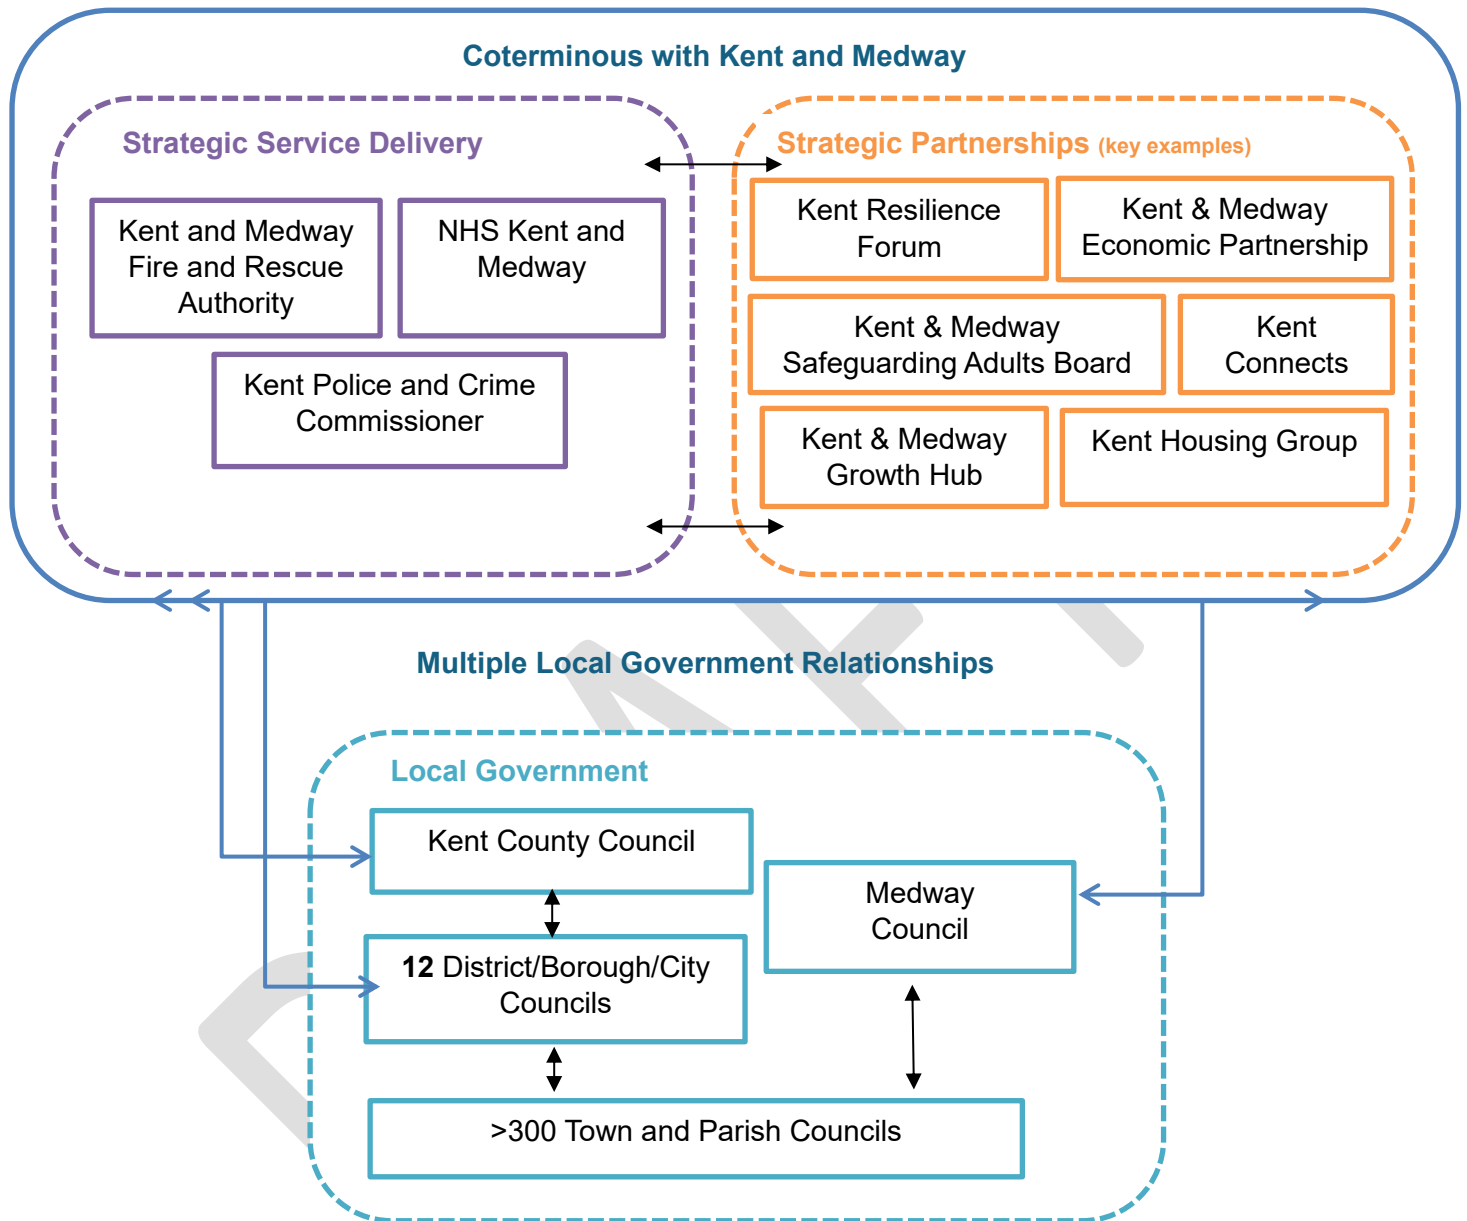 Coterminous with Kent and Medway
Strategic Service Delivery
Kent and Medway
Fire and Rescue
Authority
NHS Kent and
Medway
Kent Police and Crime
Commissioner
Strategic Partnerships (key examples)
Kent Resilience
Forum
Kent & Medway
Economic Partnership
Kent & Medway
Safeguarding Adults Board
Kent
Connects
Kent & Medway
Growth Hub
Kent Housing Group
Multiple Local Government Relationships
Local Government
Kent County Council
Medway
Council
12 District/Borough/City
Councils
>300 Town and Parish Councils
DRAFT